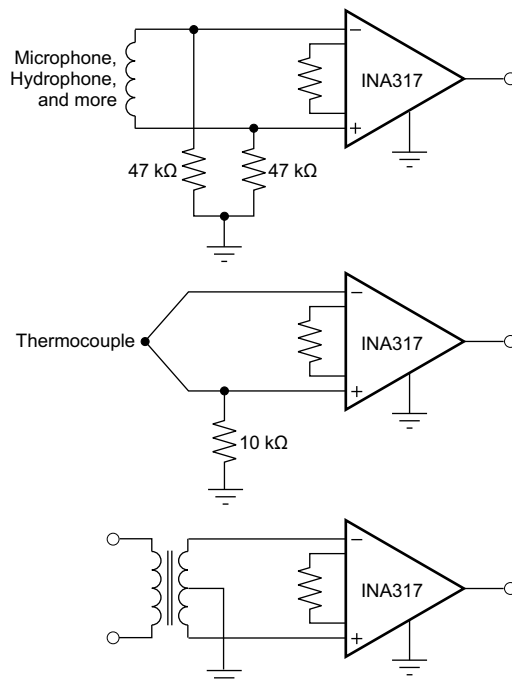 Microphone,
Hydrophone,
and more
−
+
INA317
47 kΩ
47 kΩ
Thermocouple
−
+
INA317
10 kΩ
−
+
INA317